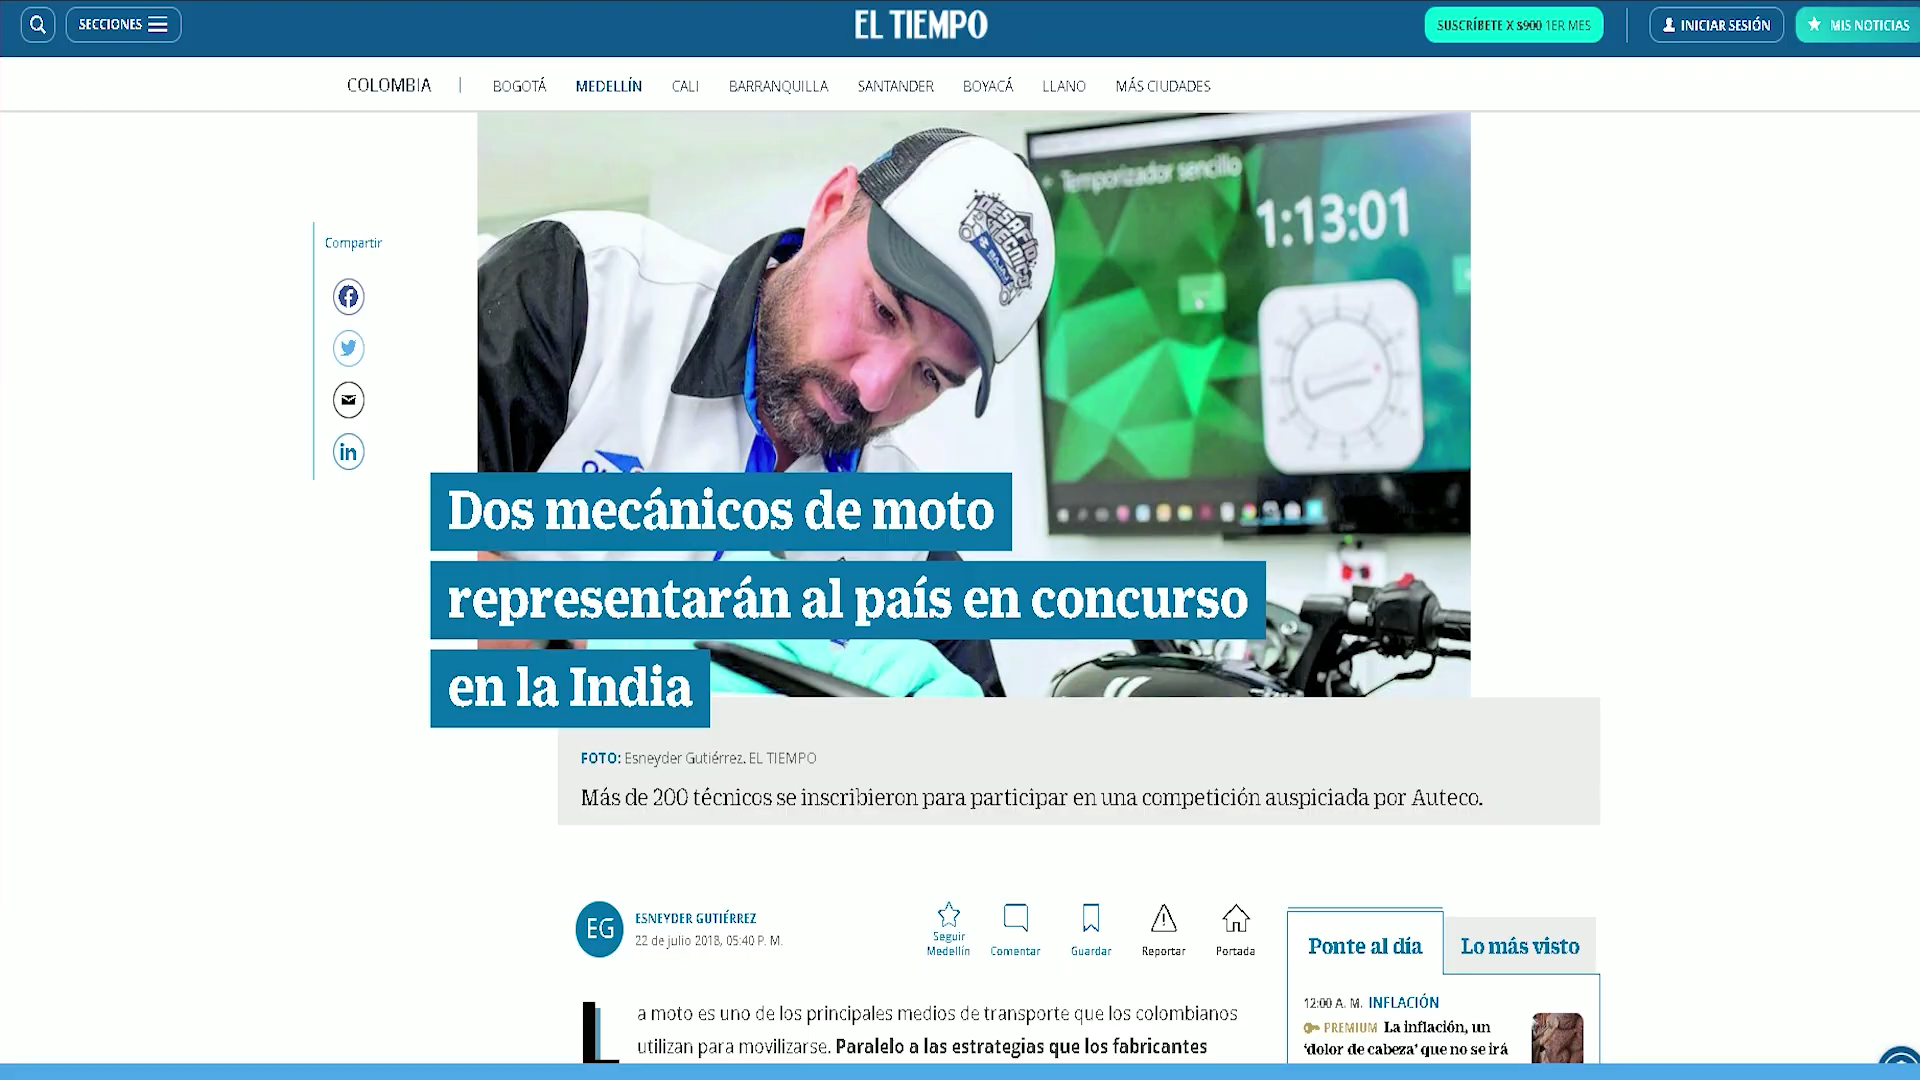 SECCIONES
EL TIEMPO
SUSCRÍBETE X $900 1ER MES
INICIAR SESIÓN
MIS NOTICIAS
COLOMBIA
BOGOTÁ
MEDELLÍN
CALI
BARRANQUILLA
SANTANDER
BOYACÁ
LLANO
MÁS CIUDADES
Compartir
Temporizador sencillo
1:13:01
DESAFÍO
TÉCNICO
BAJAJ
Dos mecánicos de moto
representarán al país en concurso
en la India
FOTO: Esneyder Gutiérrez. EL TIEMPO
Más de 200 técnicos se inscribieron para participar en una competición auspiciada por Auteco.
EG
ESNEYDER GUTIÉRREZ
22 de julio 2018, 05:40 P. M.
Seguir
Medellín
Comentar
Guardar
Reportar
Portada
Ponte al día
Lo más visto
La moto es uno de los principales medios de transporte que los colombianos
utilizan para movilizarse. Paralelo a las estrategias que los fabricantes
12:00 A. M. INFLACIÓN
PREMIUM La inflación, un
'dolor de cabeza' que no se irá